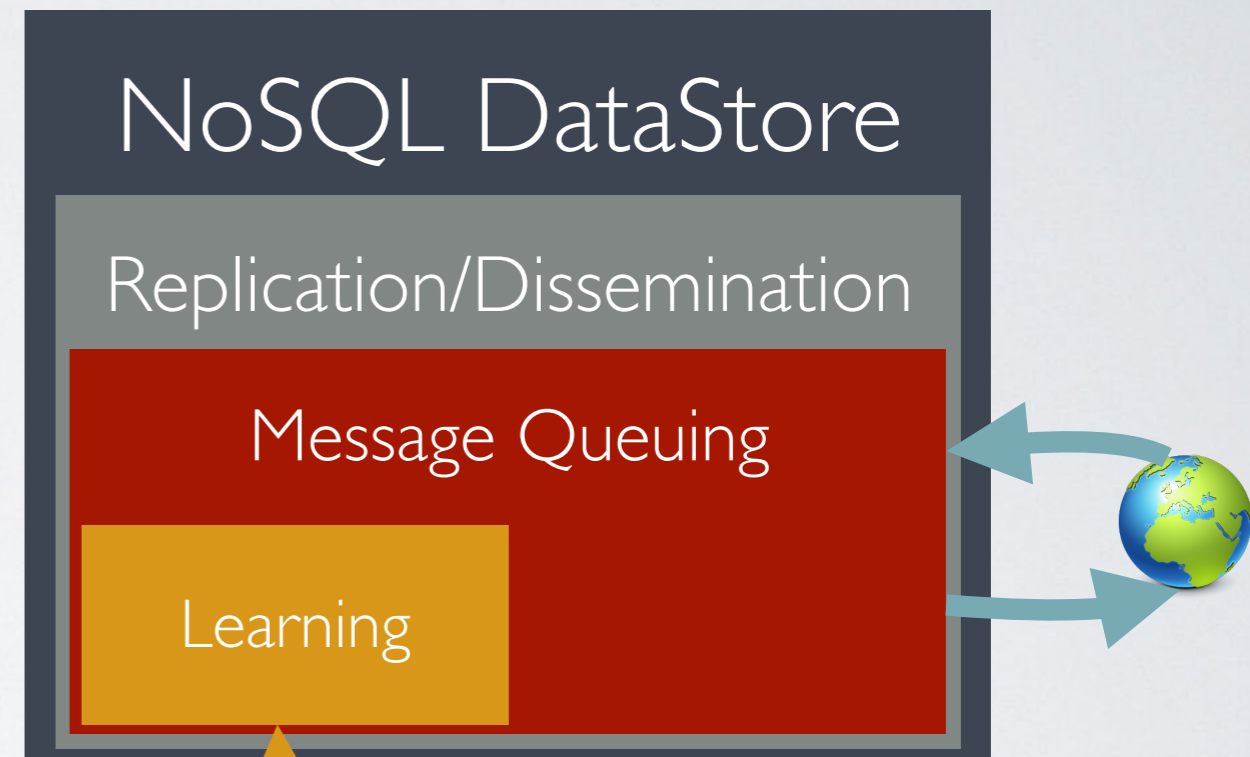 NoSQL DataStore
Replication/Dissemination
Message Queuing
Learning